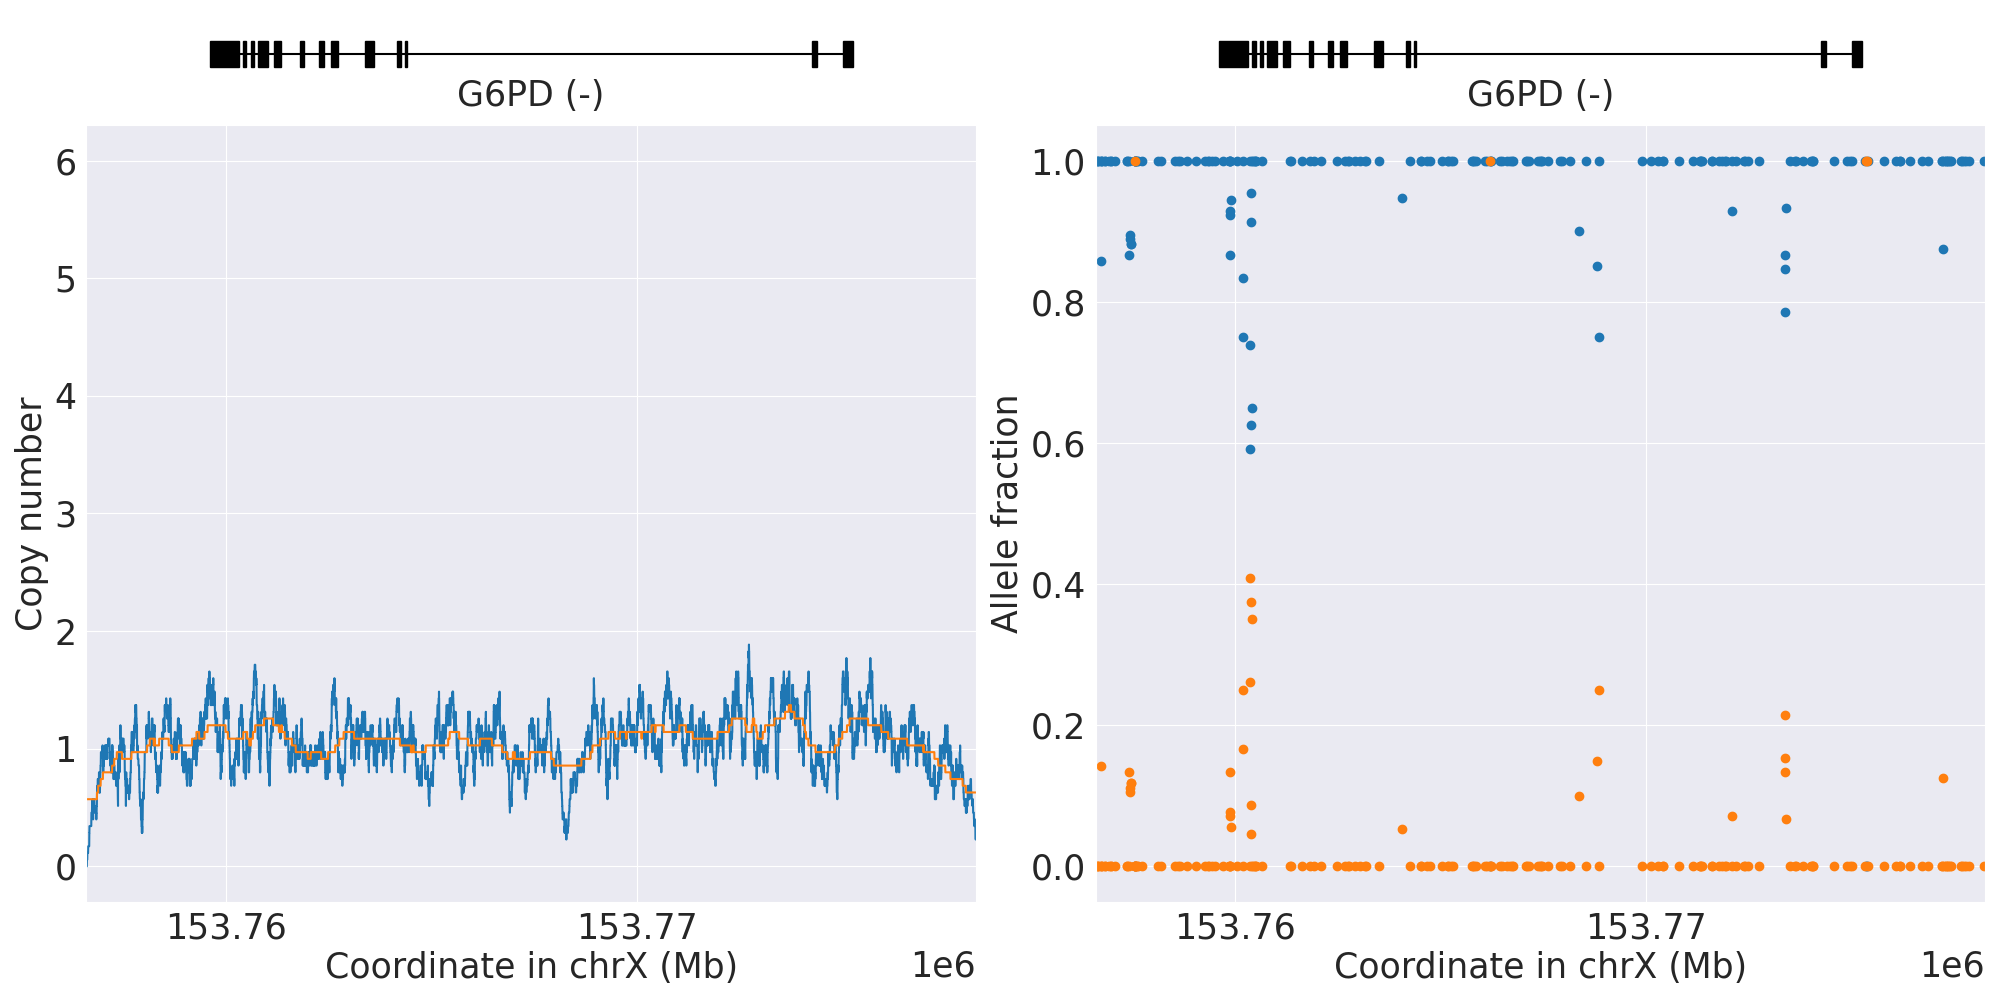 G6PD (-)
6
5
4
3
2
1
0
Copy number
153.76
153.77
Coordinate in chrX (Mb)
1e6
G6PD (-)
1.0
0.8
0.6
0.4
0.2
0.0
Allele fraction
153.76
153.77
Coordinate in chrX (Mb)
1e6